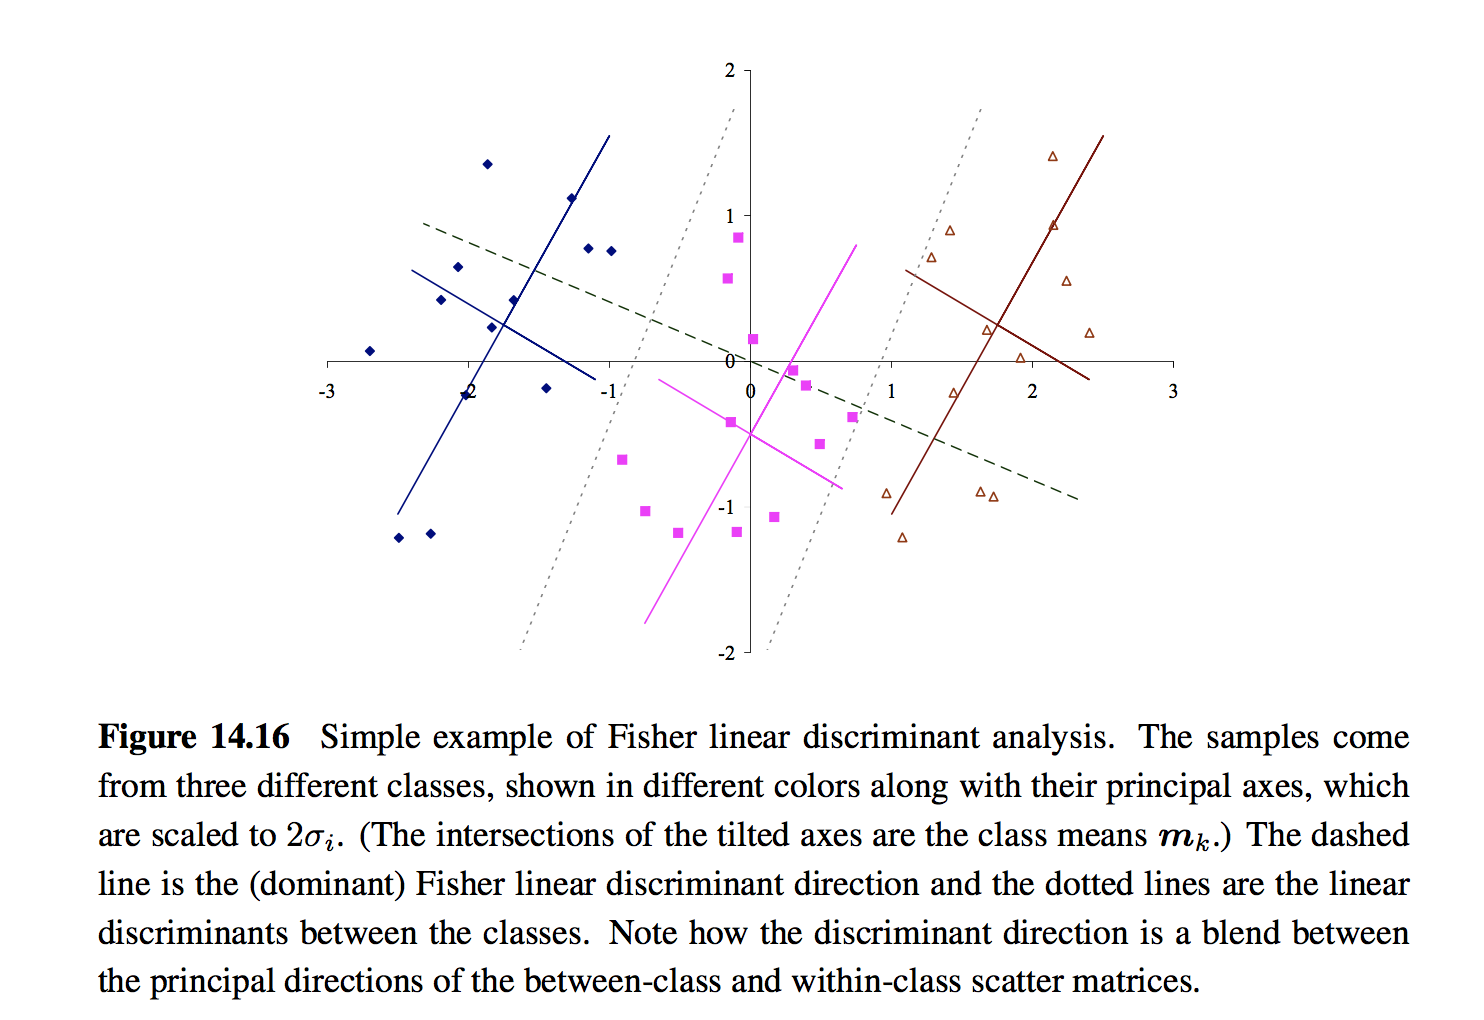 2
1
0
-3
-2
-1
0
1
2
3
-1
-2
Figure 14.16 Simple example of Fisher linear discriminant analysis. The samples come
from three different classes, shown in different colors along with their principal axes, which
are scaled to 2σᵢ. (The intersections of the tilted axes are the class means mₖ.) The dashed
line is the (dominant) Fisher linear discriminant direction and the dotted lines are the linear
discriminants between the classes. Note how the discriminant direction is a blend between
the principal directions of the between-class and within-class scatter matrices.